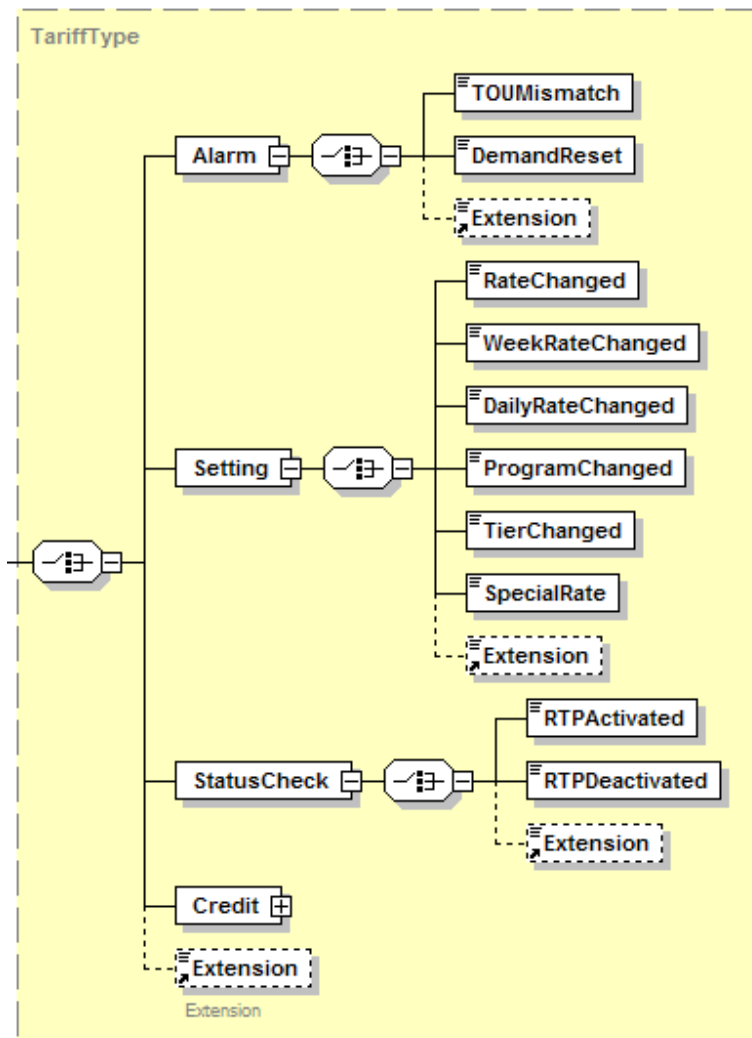 TariffType
TOUMismatch
Alarm
DemandReset
Extension
RateChanged
WeekRateChanged
DailyRateChanged
Setting
ProgramChanged
TierChanged
SpecialRate
Extension
RTPActivated
StatusCheck
RTPDeactivated
Extension
Credit
Extension
Extension